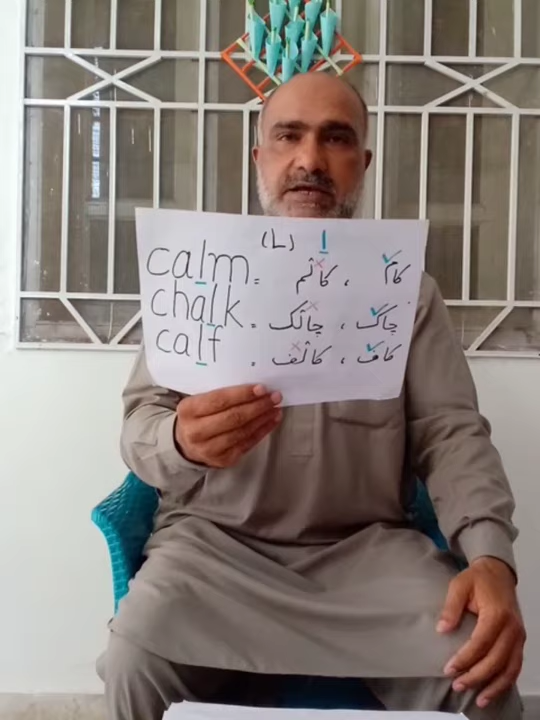 (L) l
calm = کالم × ، کام ✓
chalk = چالک × ، چاک ✓
calf = کالف × ، کاف ✓